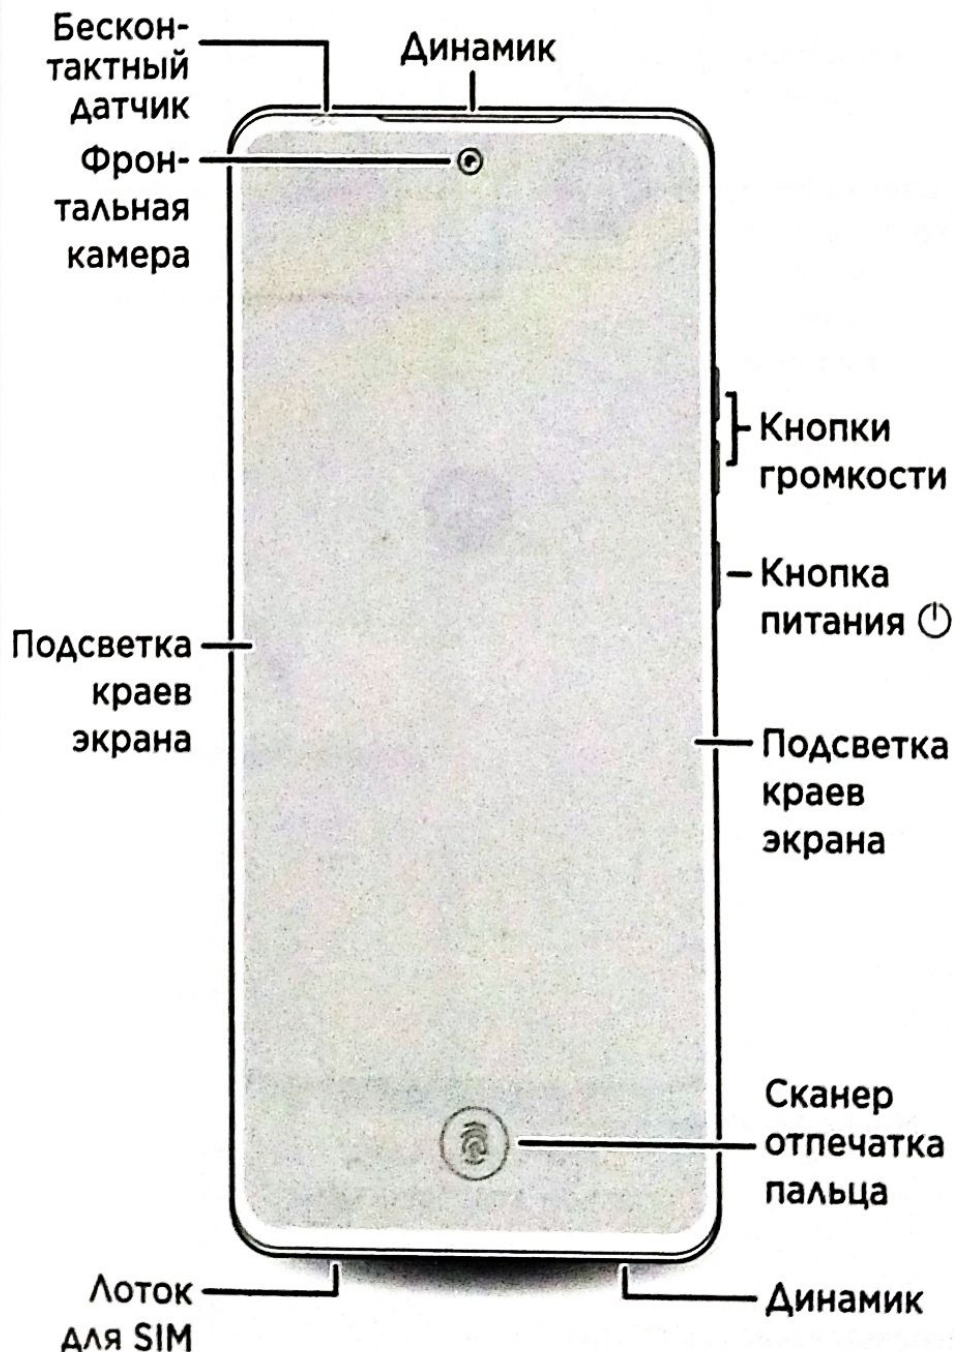 Бескон-
тактный
датчик
Динамик
Фрон-
тальная
камера
Кнопки
громкости
Кнопка
питания
Подсветка
краев
экрана
Подсветка
краев
экрана
Сканер
отпечатка
пальца
Лоток
для SIM
Динамик